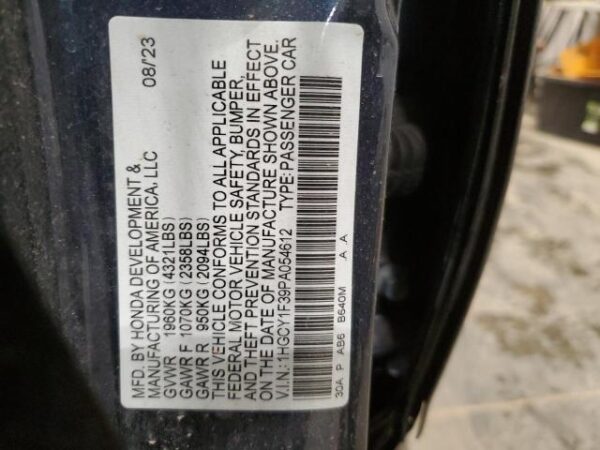 MFD. BY HONDA DEVELOPMENT & 08/'23
MANUFACTURING OF AMERICA, LLC
GVWR 1960KG(4321LBS)
GAWR F 1070KG(2358LBS)
GAWR R 950KG(2094LBS)
THIS VEHICLE CONFORMS TO ALL APPLICABLE
FEDERAL MOTOR VEHICLE SAFETY, BUMPER,
AND THEFT PREVENTION STANDARDS IN EFFECT
ON THE DATE OF MANUFACTURE SHOWN ABOVE.
V.I.N.: 1HGCY1F39PA054612 TYPE: PASSENGER CAR
30A P AB6 B640M A A